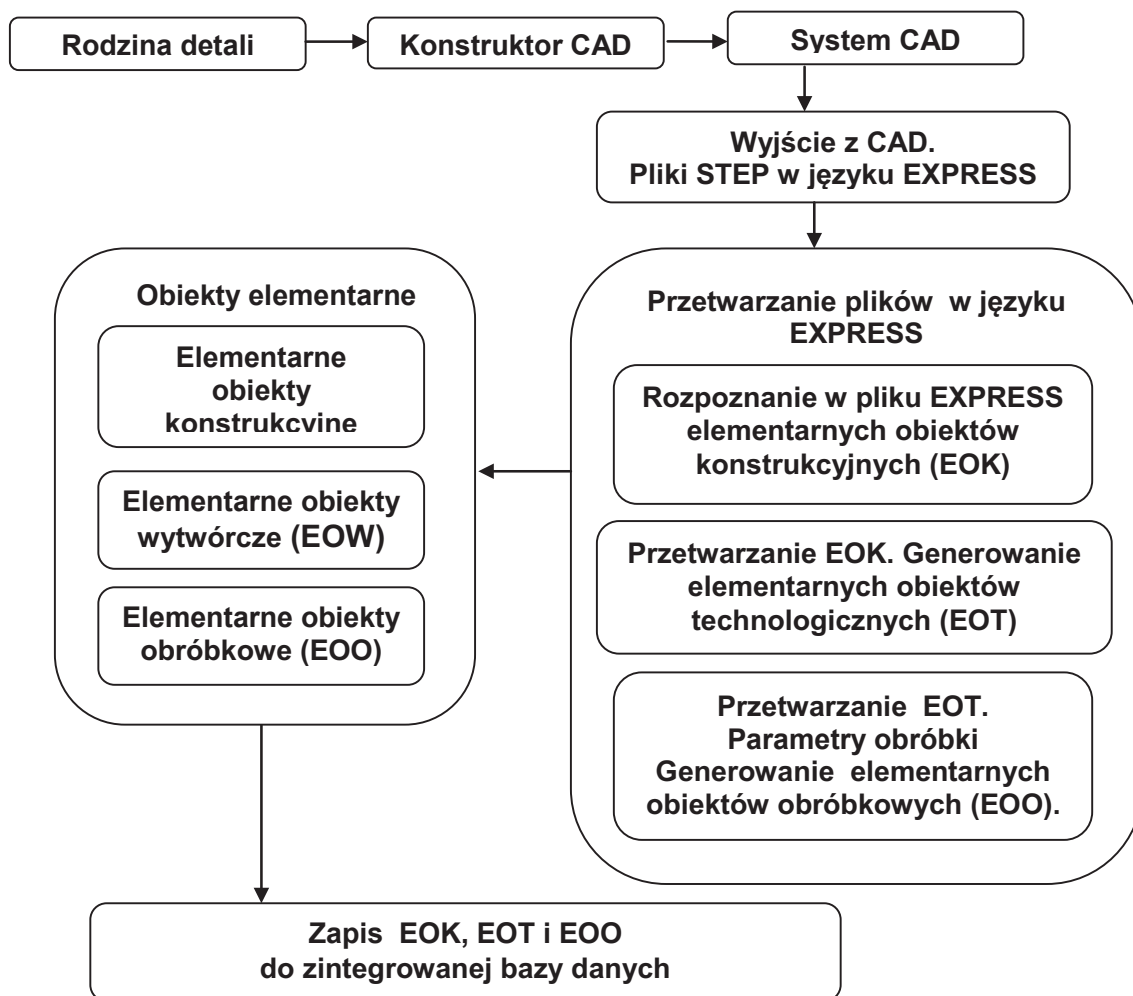 Rodzina detali
Konstruktor CAD
System CAD
Wyjście z CAD.
Pliki STEP w języku EXPRESS
Przetwarzanie plików w języku
EXPRESS
Rozpoznanie w pliku EXPRESS
elementarnych obiektów
konstrukcyjnych (EOK)
Przetwarzanie EOK. Generowanie
elementarnych obiektów
technologicznych (EOT)
Przetwarzanie EOT.
Parametry obróbki
Generowanie elementarnych
obiektów obróbkowych (EOO).
Obiekty elementarne
Elementarne
obiekty
konstrukcyjne
Elementarne obiekty
wytwórcze (EOW)
Elementarne obiekty
obróbkowe (EOO)
Zapis EOK, EOT i EOO
do zintegrowanej bazy danych